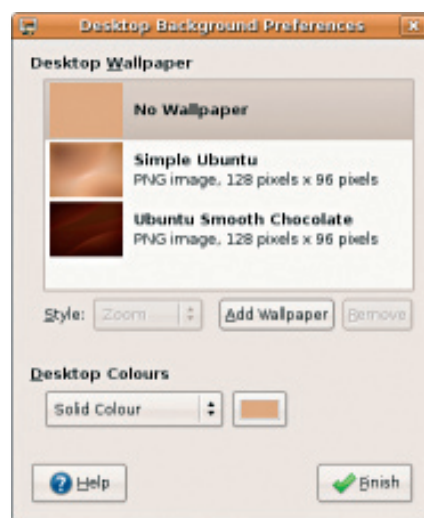 Desktop Background Preferences
Desktop Wallpaper
No Wallpaper
Simple Ubuntu
PNG image, 128 pixels x 96 pixels
Ubuntu Smooth Chocolate
PNG image, 128 pixels x 96 pixels
Style: Zoom Add Wallpaper Remove
Desktop Colours
Solid Colour
Help Finish